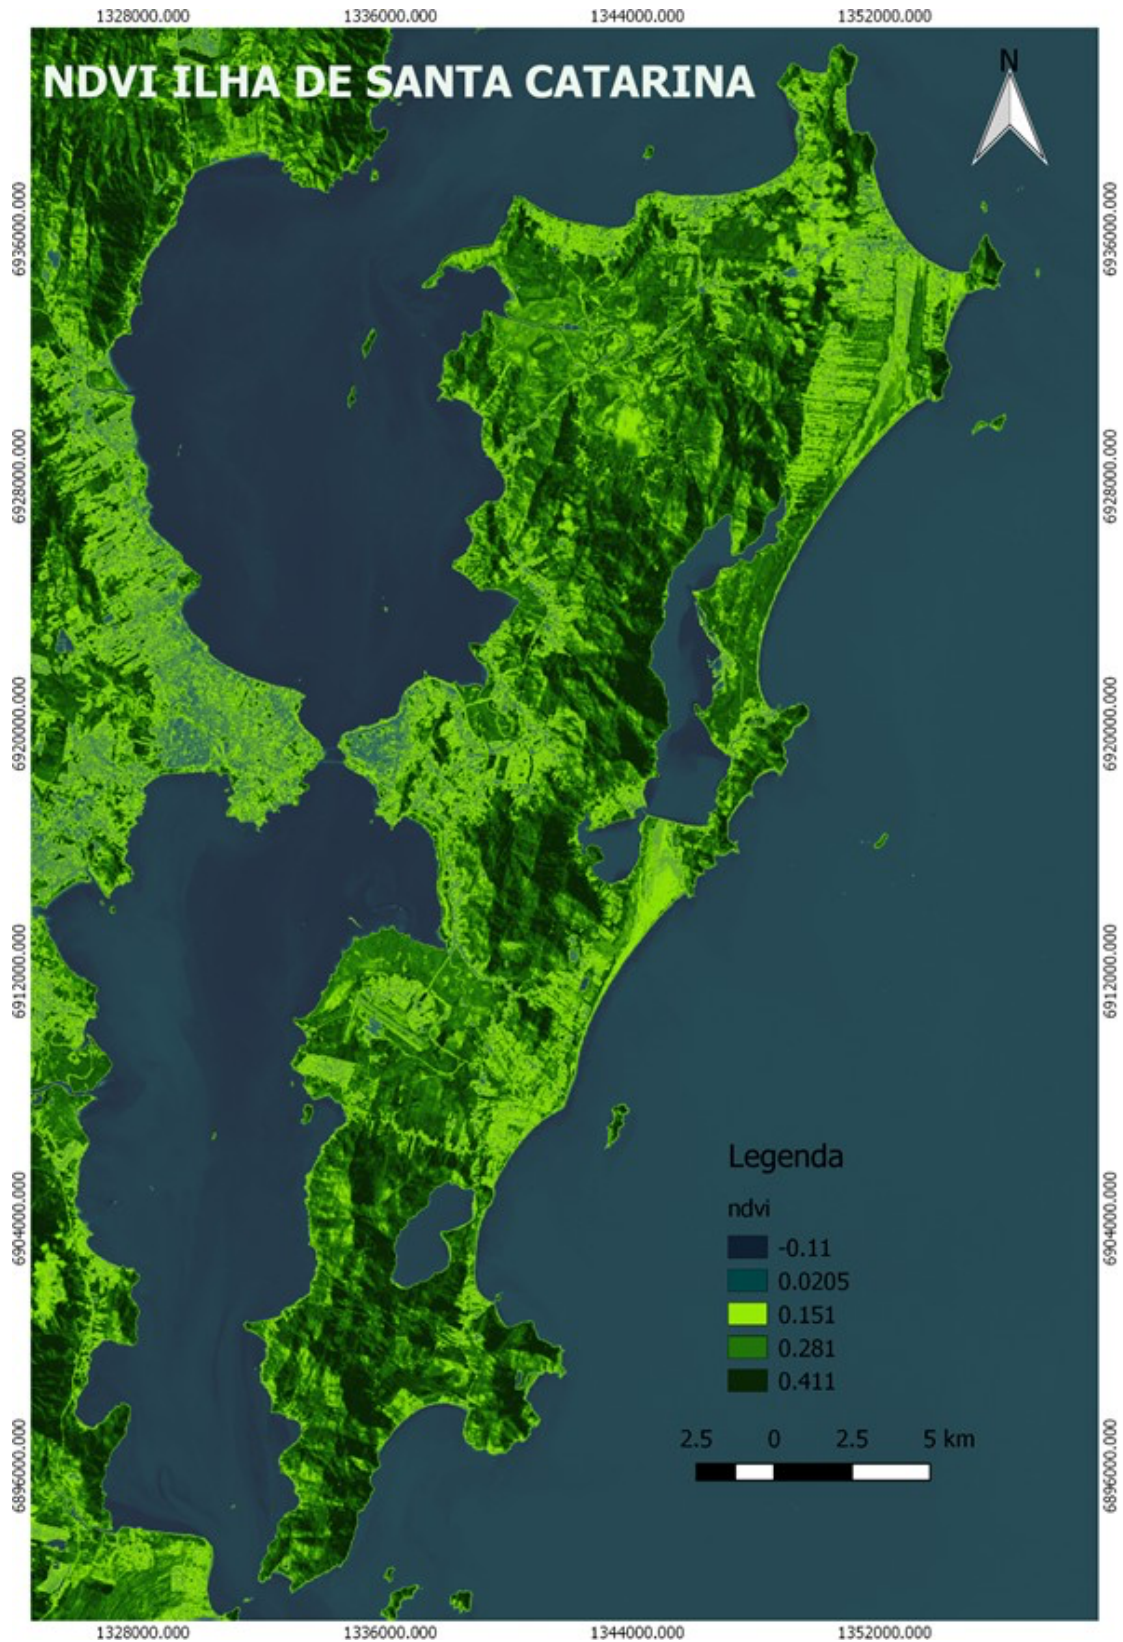 1328000.000 1336000.000 1344000.000 1352000.000
NDVI ILHA DE SANTA CATARINA
N
6936000.000 6936000.000
6928000.000 6928000.000
6920000.000 6920000.000
6912000.000 6912000.000
Legenda
ndvi
6904000.000 6904000.000
-0.11
0.0205
0.151
0.281
0.411
2.5 0 2.5 5 km
6896000.000 6896000.000
1328000.000 1336000.000 1344000.000 1352000.000